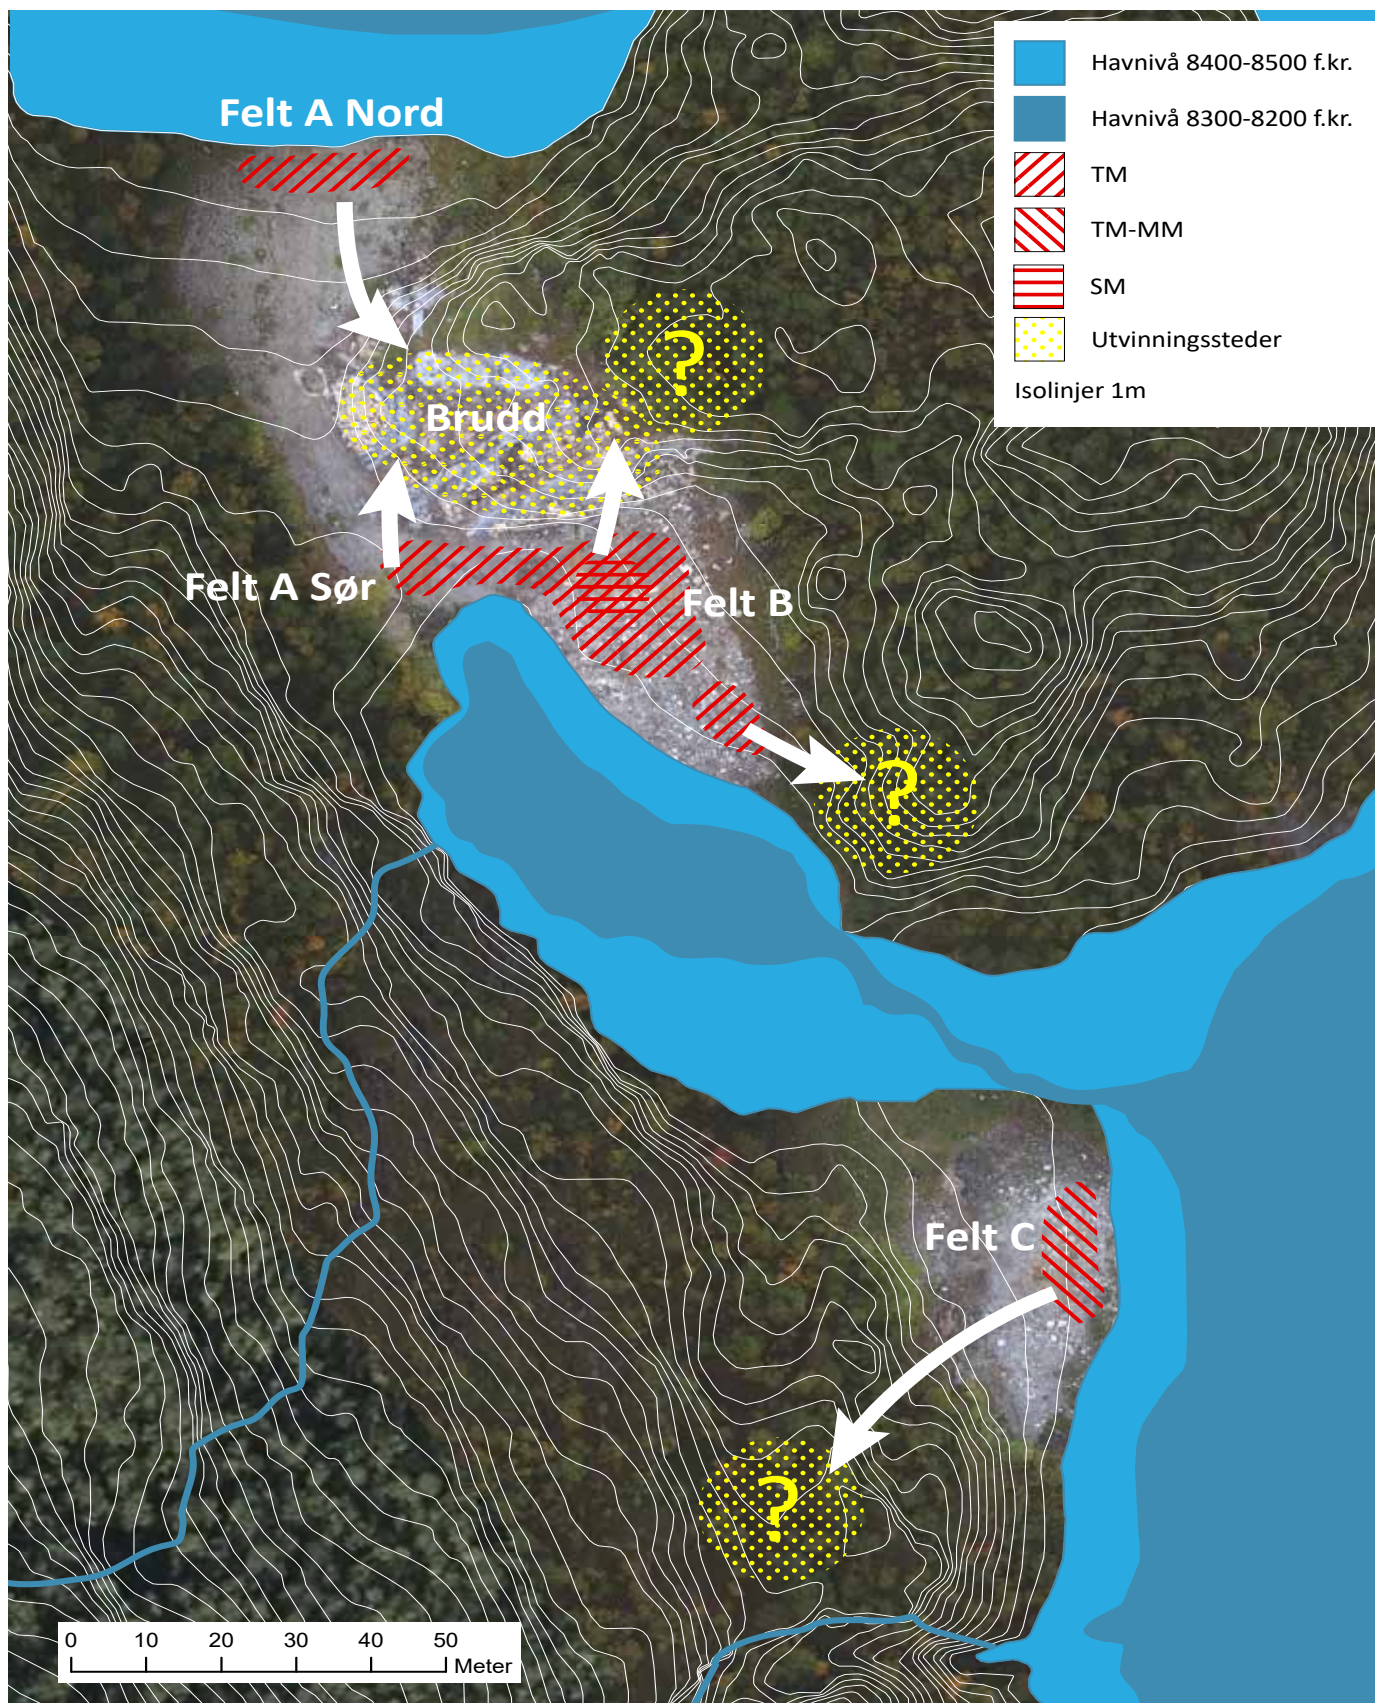 Havnivå 8400-8500 f.kr.
Havnivå 8300-8200 f.kr.
TM
TM-MM
SM
Utvinningssteder
Isolinjer 1m
Felt A Nord
?
Brudd
Felt A Sør
Felt B
?
Felt C
?
0 10 20 30 40 50
Meter